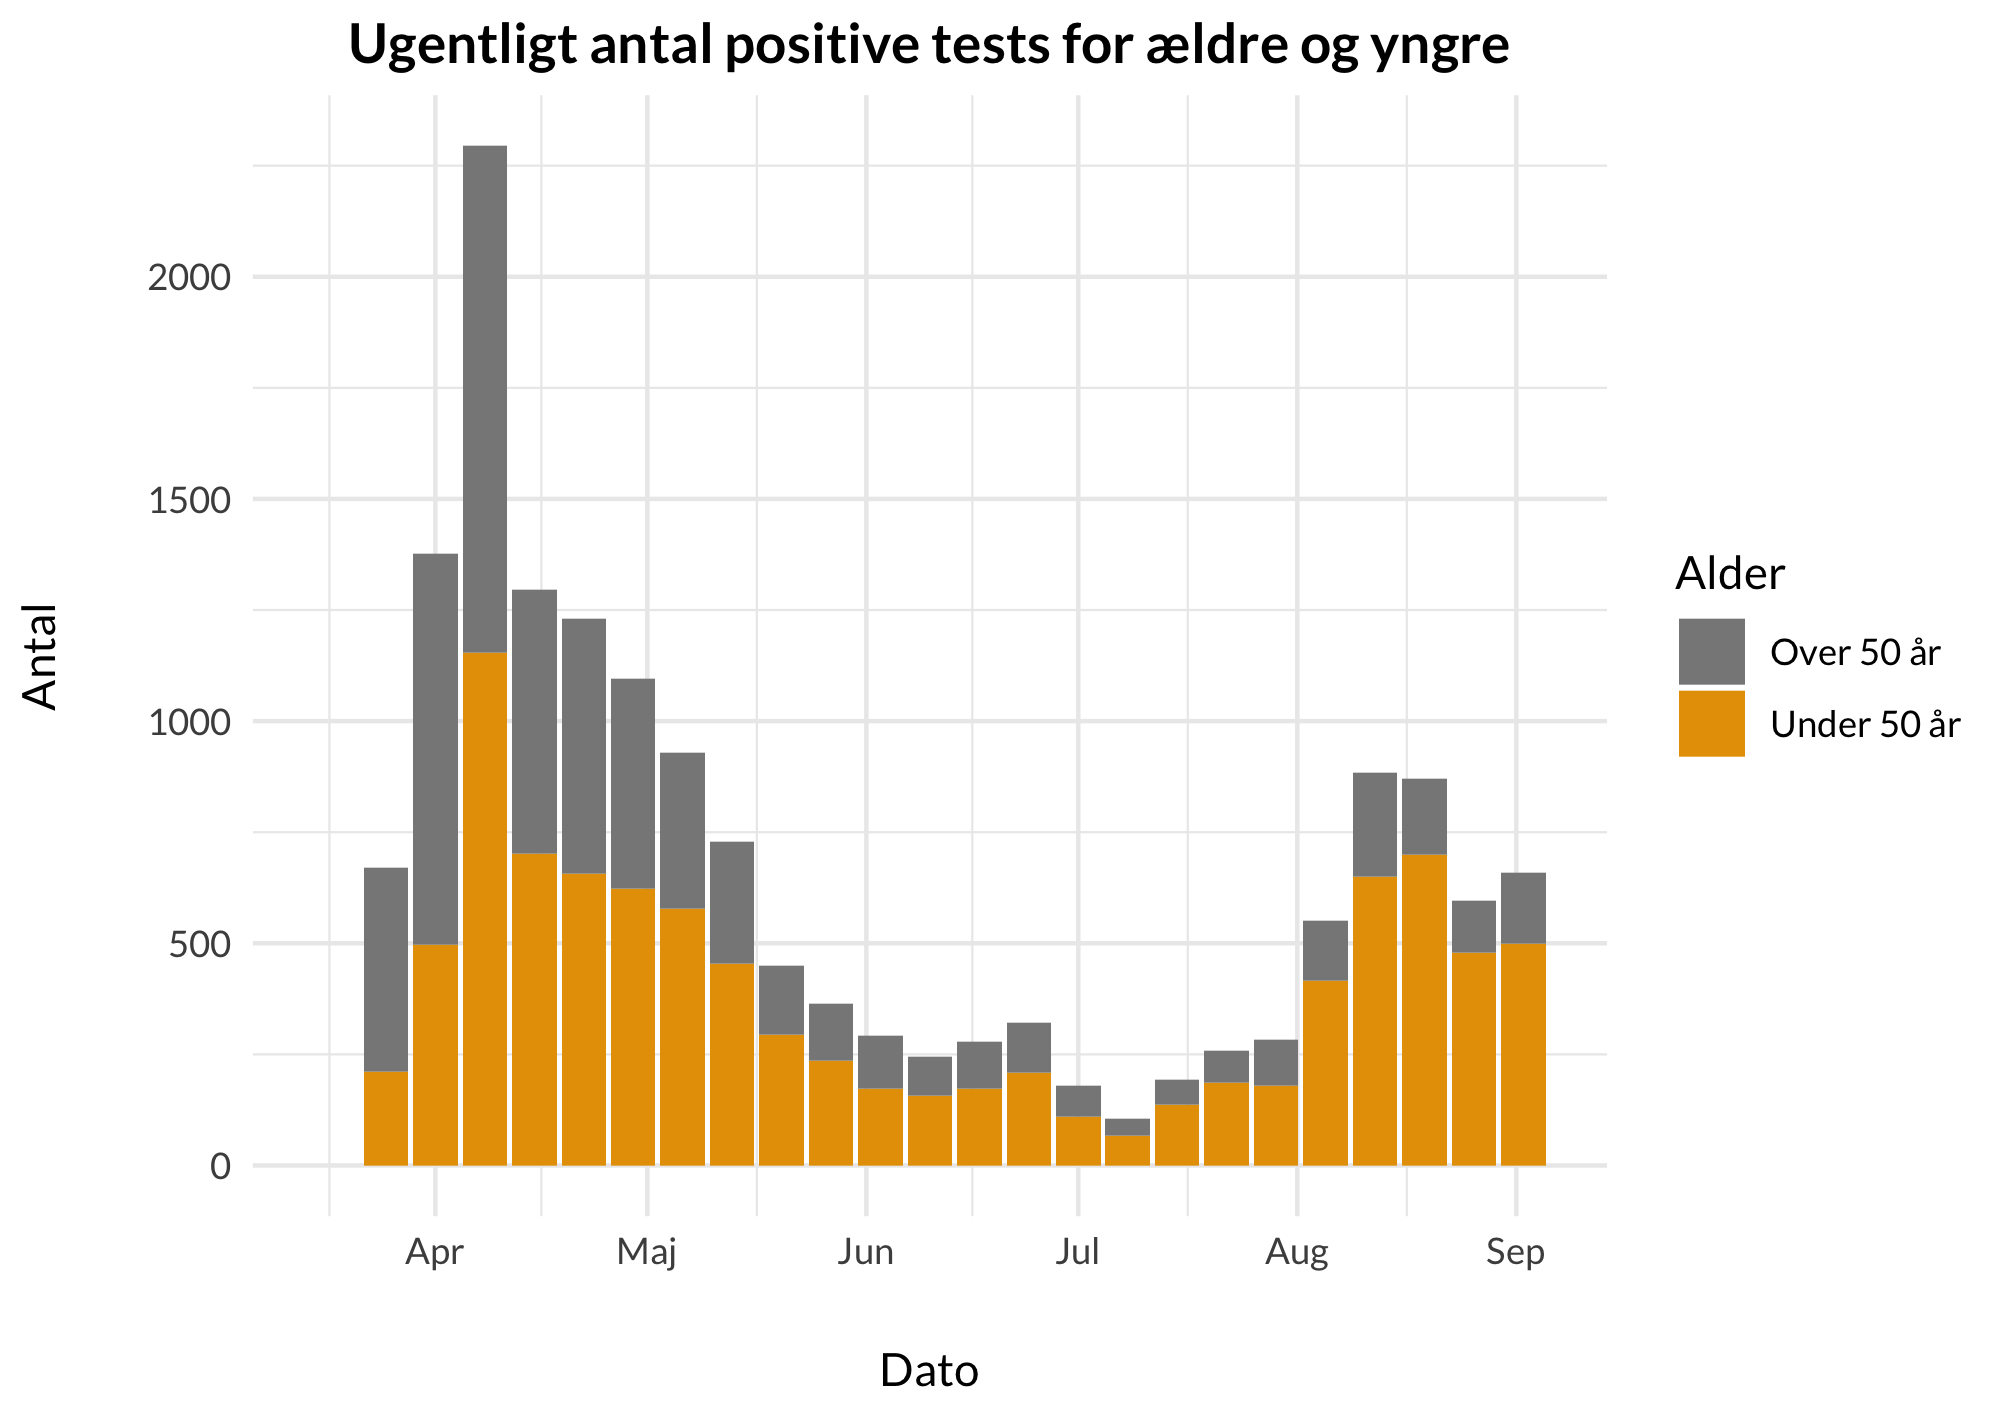 Ugentligt antal positive tests for ældre og yngre
Antal
2000
1500
1000
500
0
Apr Maj Jun Jul Aug Sep
Dato
Alder
Over 50 år
Under 50 år